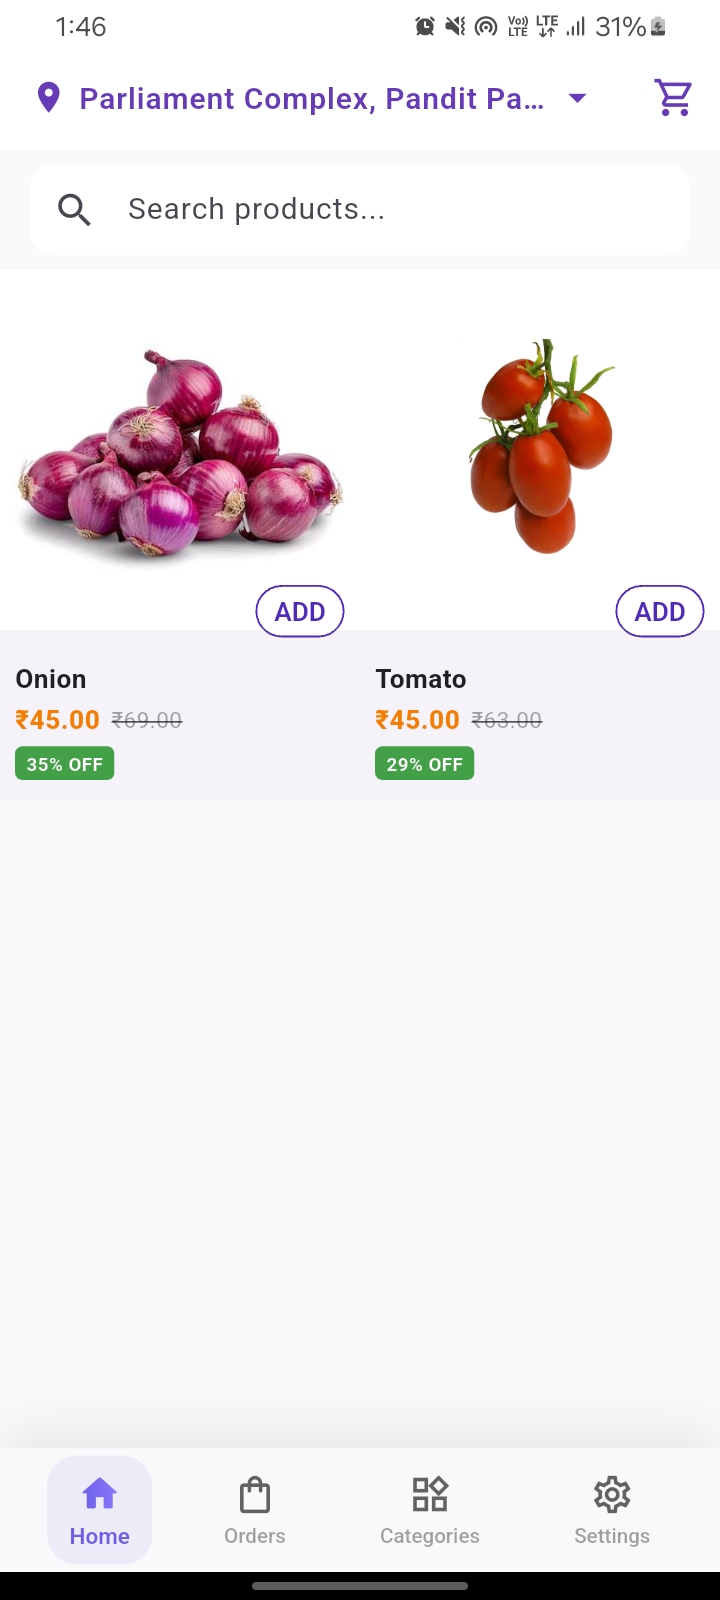 1:46 Vo)) LTE LTE 31%
Parliament Complex, Pandit Pa...
Search products...
ADD ADD
Onion Tomato
₹45.00 ₹69.00 ₹45.00 ₹63.00
35% OFF 29% OFF
Home Orders Categories Settings